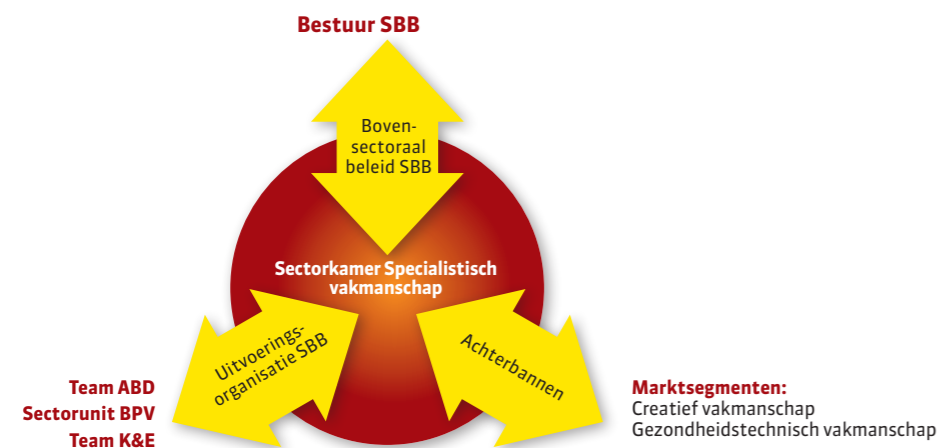 Bestuur SBB
Boven-
sectoraal
beleid SBB
Sectorkamer Specialistisch
vakmanschap
Uitvoerings-
organisatie SBB
Achterbannen
Team ABD
Sectorunit BPV
Team K&E
Marktsegmenten:
Creatief vakmanschap
Gezondheidstechnisch vakmanschap